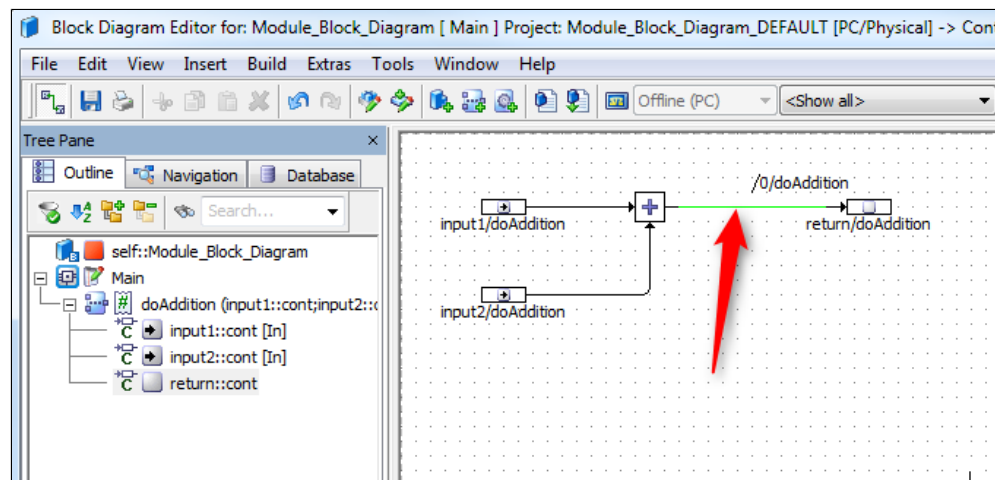 Block Diagram Editor for: Module_Block_Diagram [ Main ] Project: Module_Block_Diagram_DEFAULT [PC/Physical] -> Cont
File Edit View Insert Build Extras Tools Window Help
Offline (PC) <Show all>
Tree Pane
Outline Navigation Database
Search...
self::Module_Block_Diagram
Main
doAddition (input1::cont;input2::c
input1::cont [In]
input2::cont [In]
return::cont
/0/doAddition
input1/doAddition
return/doAddition
input2/doAddition